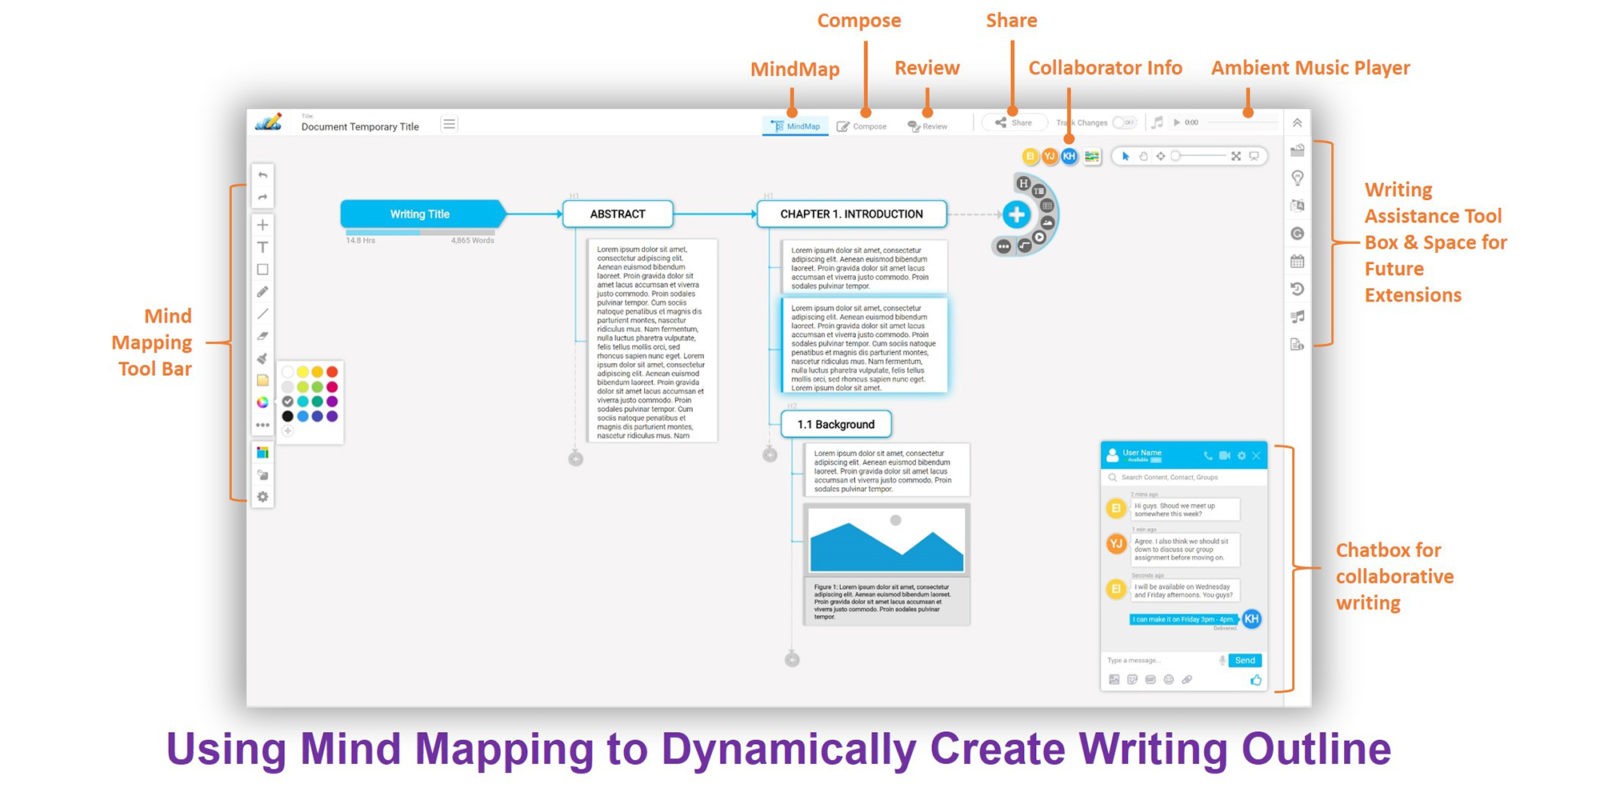 Compose
Share
MindMap
Review
Collaborator Info
Ambient Music Player
Title
Document Temporary Title
MindMap
Compose
Review
Share
Track Changes
OFF
0:00
EI
YJ
KH
Writing Title
14.8 Hrs
4,865 Words
H1
ABSTRACT
Lorem ipsum dolor sit amet,
consectetur adipiscing elit.
Aenean euismod bibendum
laoreet. Proin gravida dolor sit
amet lacus accumsan et viverra
justo commodo. Proin sodales
pulvinar tempor. Cum sociis
natoque penatibus et magnis dis
parturient montes, nascetur
ridiculus mus. Nam fermentum,
nulla luctus pharetra vulputate,
felis tellus mollis orci, sed
rhoncus sapien nunc eget. Lorem
ipsum dolor sit amet, consectetur
adipiscing elit. Aenean euismod
bibendum laoreet. Proin gravida
dolor sit amet lacus accumsan et
viverra justo commodo. Proin
sodales pulvinar tempor. Cum
sociis natoque penatibus et
magnis dis parturient montes,
nascetur ridiculus mus. Nam
H1
CHAPTER 1. INTRODUCTION
Lorem ipsum dolor sit amet, consectetur
adipiscing elit. Aenean euismod bibendum
laoreet. Proin gravida dolor sit amet lacus
accumsan et viverra justo commodo. Proin
sodales pulvinar tempor.
Lorem ipsum dolor sit amet, consectetur
adipiscing elit. Aenean euismod bibendum
laoreet. Proin gravida dolor sit amet lacus
accumsan et viverra justo commodo. Proin
sodales pulvinar tempor. Cum sociis natoque
penatibus et magnis dis parturient montes,
nascetur ridiculus mus. Nam fermentum,
nulla luctus pharetra vulputate, felis tellus
mollis orci, sed rhoncus sapien nunc eget.
Lorem ipsum dolor sit amet,
H2
1.1 Background
Lorem ipsum dolor sit amet, consectetur
adipiscing elit. Aenean euismod bibendum
laoreet. Proin gravida dolor sit amet lacus
accumsan et viverra justo commodo. Proin
sodales pulvinar tempor.
Figure 1: Lorem ipsum dolor sit amet, consectetur
adipiscing elit. Aenean euismod bibendum laoreet.
Proin gravida dolor sit amet lacus accumsan et
viverra justo commodo. Proin sodales pulvinar
tempor.
H
Mind
Mapping
Tool Bar
T
Writing
Assistance Tool
Box & Space for
Future
Extensions
User Name
Available
Search Content, Contact, Groups
2 mins ago
EI
Hi guys. Shoud we meet up
somewhere this week?
1 min ago
YJ
Agree. I also think we should sit
down to discuss our group
assignment before moving on.
Seconds ago
EI
I will be available on Wednesday
and Friday afternoons. You guys?
I can make it on Friday 3pm - 4pm.
KH
Delivered
Type a message...
Send
Chatbox for
collaborative
writing
Using Mind Mapping to Dynamically Create Writing Outline